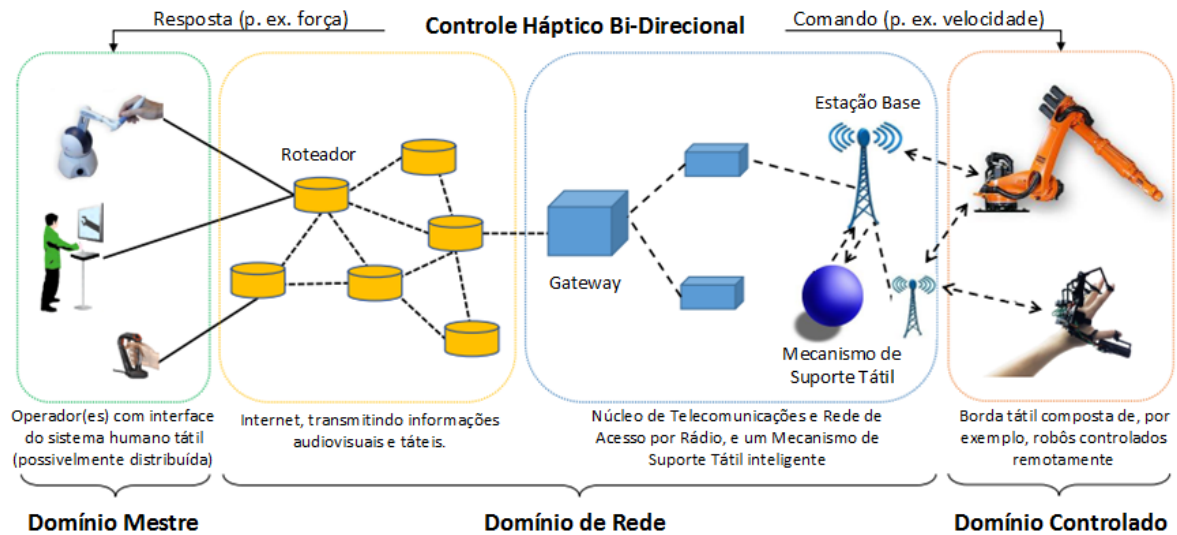 Resposta (p. ex. força)
Controle Háptico Bi-Direcional
Comando (p. ex. velocidade)
Roteador
Gateway
Estação Base
Mecanismo de
Suporte Tátil
Operador(es) com interface
do sistema humano tátil
(possivelmente distribuída)
Internet, transmitindo informações
audiovisuais e táteis.
Núcleo de Telecomunicações e Rede de
Acesso por Rádio, e um Mecanismo de
Suporte Tátil inteligente
Borda tátil composta de, por
exemplo, robôs controlados
remotamente
Domínio Mestre
Domínio de Rede
Domínio Controlado